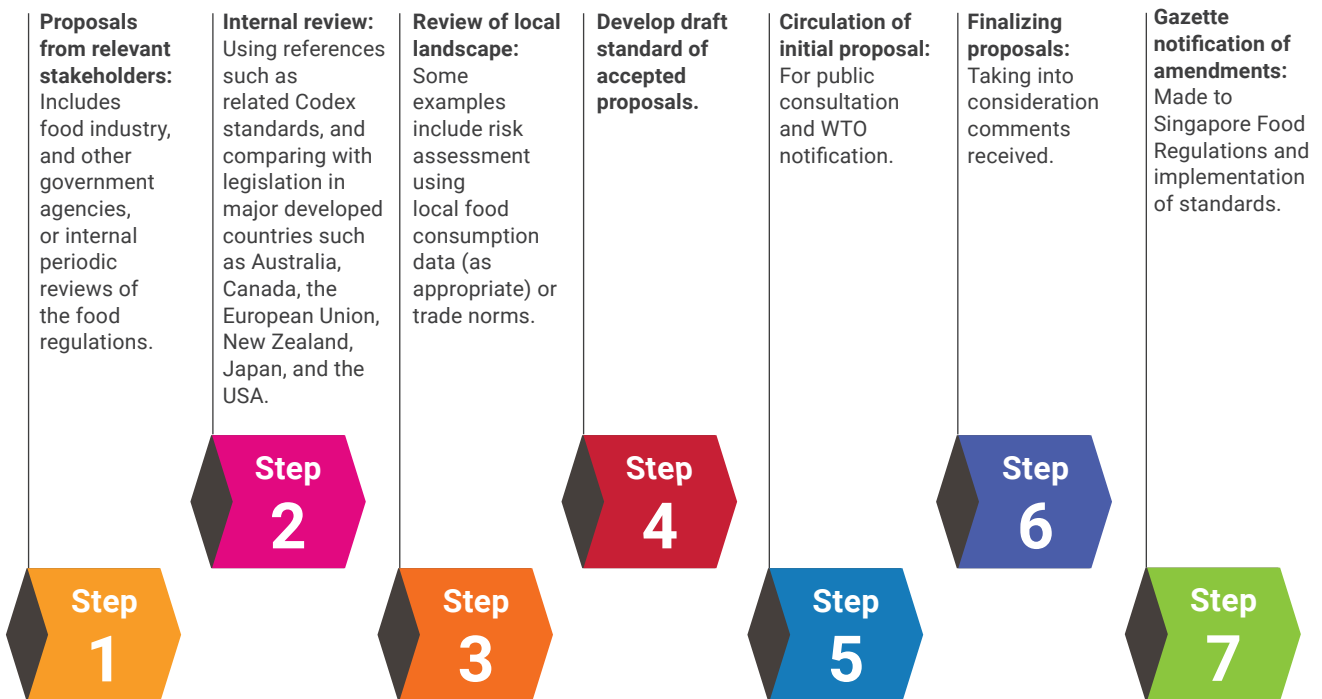 Proposals
from relevant
stakeholders:
Includes
food industry,
and other
government
agencies,
or internal
periodic
reviews of
the food
regulations.
Step
1
Internal review:
Using references
such as
related Codex
standards, and
comparing with
legislation in
major developed
countries such
as Australia,
Canada, the
European Union,
New Zealand,
Japan, and the
USA.
Step
2
Review of local
landscape:
Some
examples
include risk
assessment
using
local food
consumption
data (as
appropriate) or
trade norms.
Step
3
Develop draft
standard of
accepted
proposals.
Step
4
Circulation of
initial proposal:
For public
consultation
and WTO
notification.
Step
5
Finalizing
proposals:
Taking into
consideration
comments
received.
Step
6
Gazette
notification of
amendments:
Made to
Singapore Food
Regulations and
implementation
of standards.
Step
7